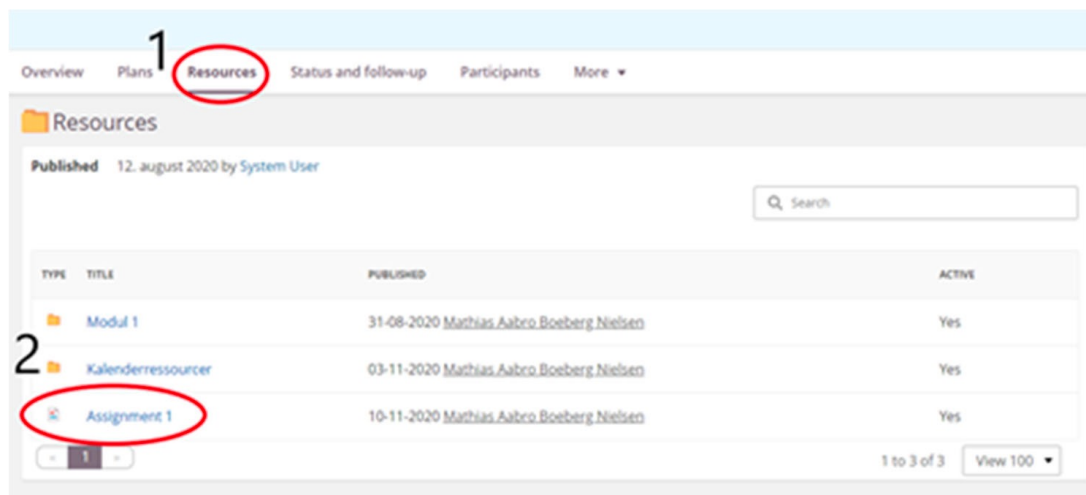 1
Overview Plans Resources Status and follow-up Participants More
Resources
Published 12. august 2020 by System User
Search
TYPE TITLE PUBLISHED ACTIVE
Modul 1 31-08-2020 Mathias Aabro Boeberg Nielsen Yes
2
Kalenderressourcer 03-11-2020 Mathias Aabro Boeberg Nielsen Yes
Assignment 1 10-11-2020 Mathias Aabro Boeberg Nielsen Yes
« 1 » 1 to 3 of 3 View 100